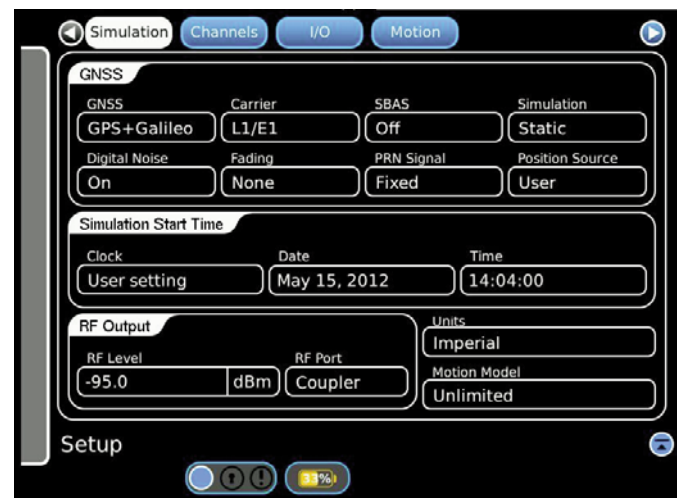 Simulation Channels I/O Motion
GNSS
GNSS Carrier SBAS Simulation
GPS+Galileo L1/E1 Off Static
Digital Noise Fading PRN Signal Position Source
On None Fixed User
Simulation Start Time
Clock Date Time
User setting May 15, 2012 14:04:00
RF Output
RF Level RF Port
-95.0 dBm Coupler
Units
Imperial
Motion Model
Unlimited
Setup
33%